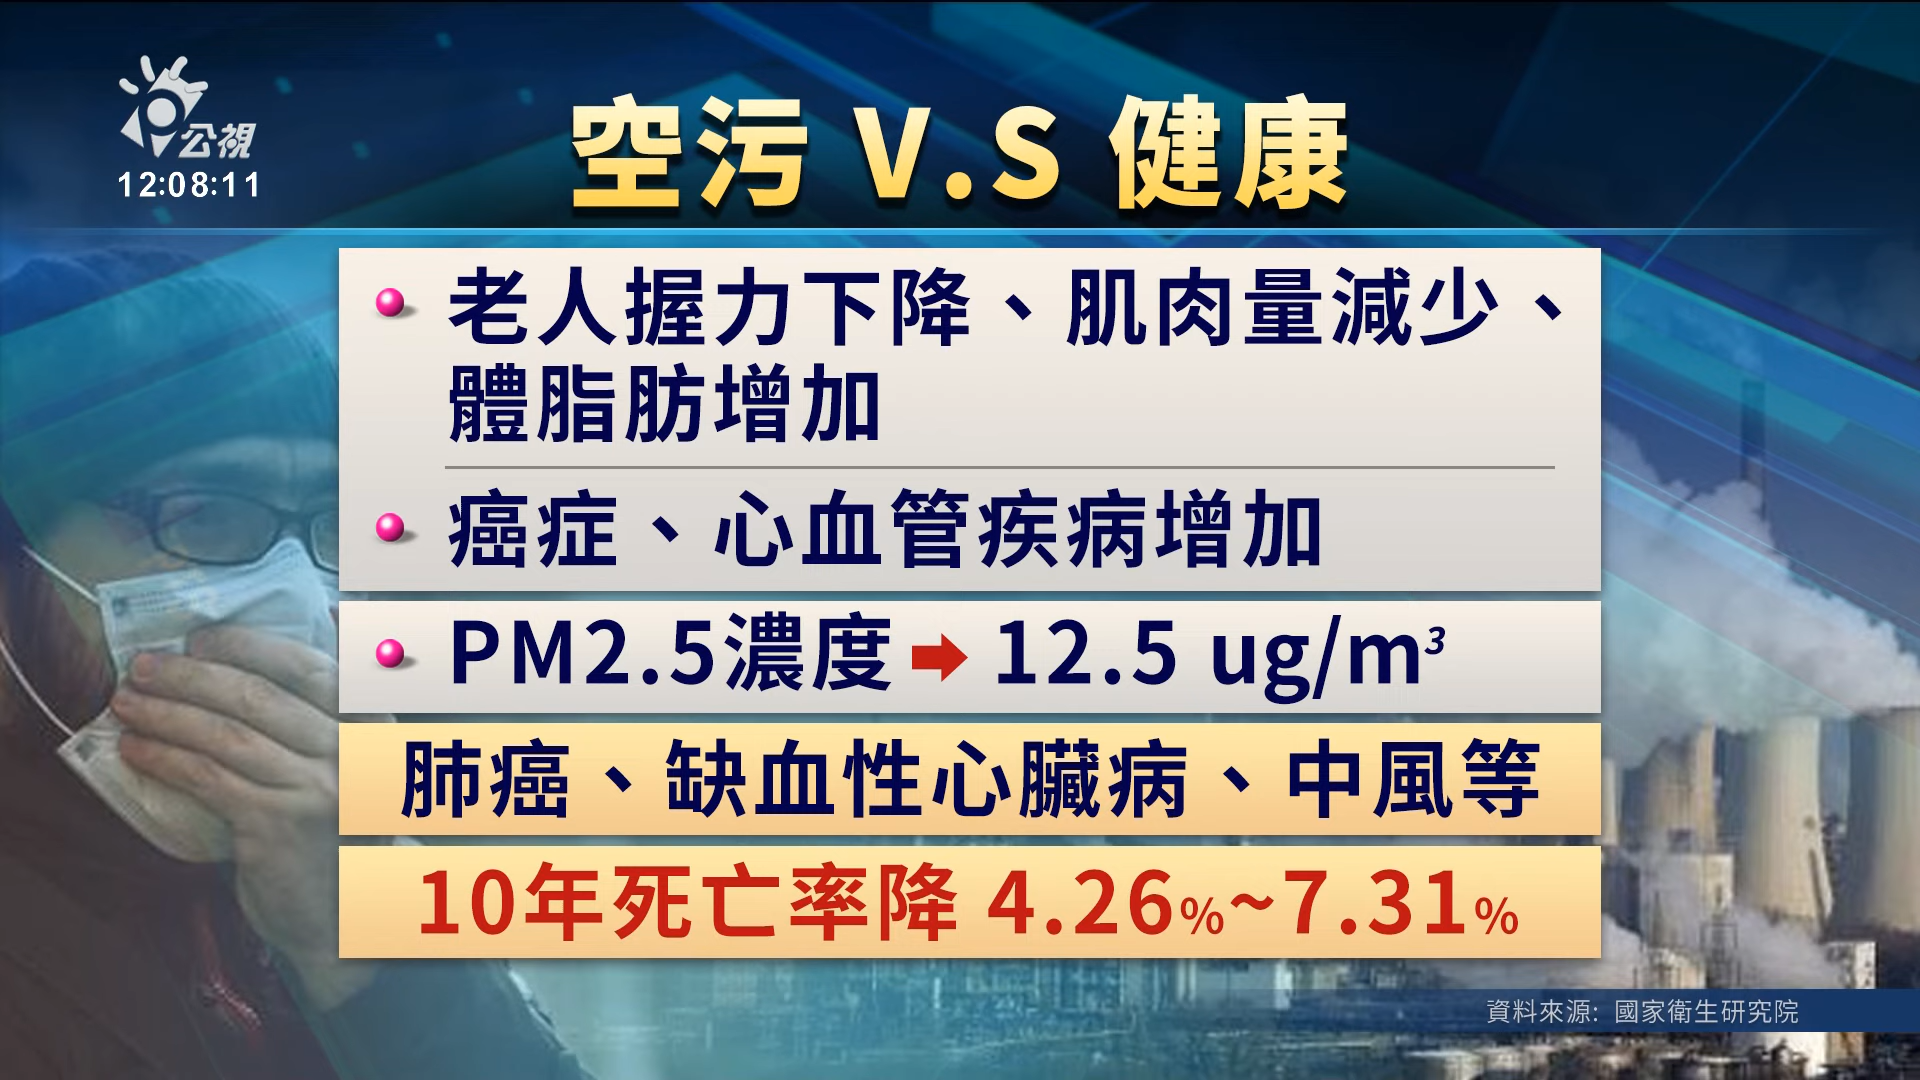 公視
12:08:11
空污 V.S 健康
老人握力下降、肌肉量減少、
體脂肪增加
癌症、心血管疾病增加
PM2.5濃度➡12.5 ug/m³
肺癌、缺血性心臟病、中風等
10年死亡率降 4.26%~7.31%
資料來源: 國家衛生研究院